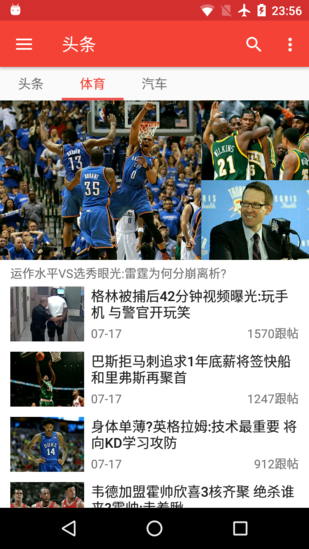 23:56
头条
头条 体育 汽车
运作水平VS选秀眼光:雷霆为何分崩离析?
格林被捕后42分钟视频曝光:玩手
机 与警官开玩笑
07-17 1570跟帖
巴斯拒马刺追求1年底薪将签快船
和里弗斯再聚首
07-17 1247跟帖
身体单薄?英格拉姆:技术最重要 将
向KD学习攻防
07-17 912跟帖
韦德加盟霍帅欣喜3核齐聚 绝杀谁
13
35
0
21
DUKE
14